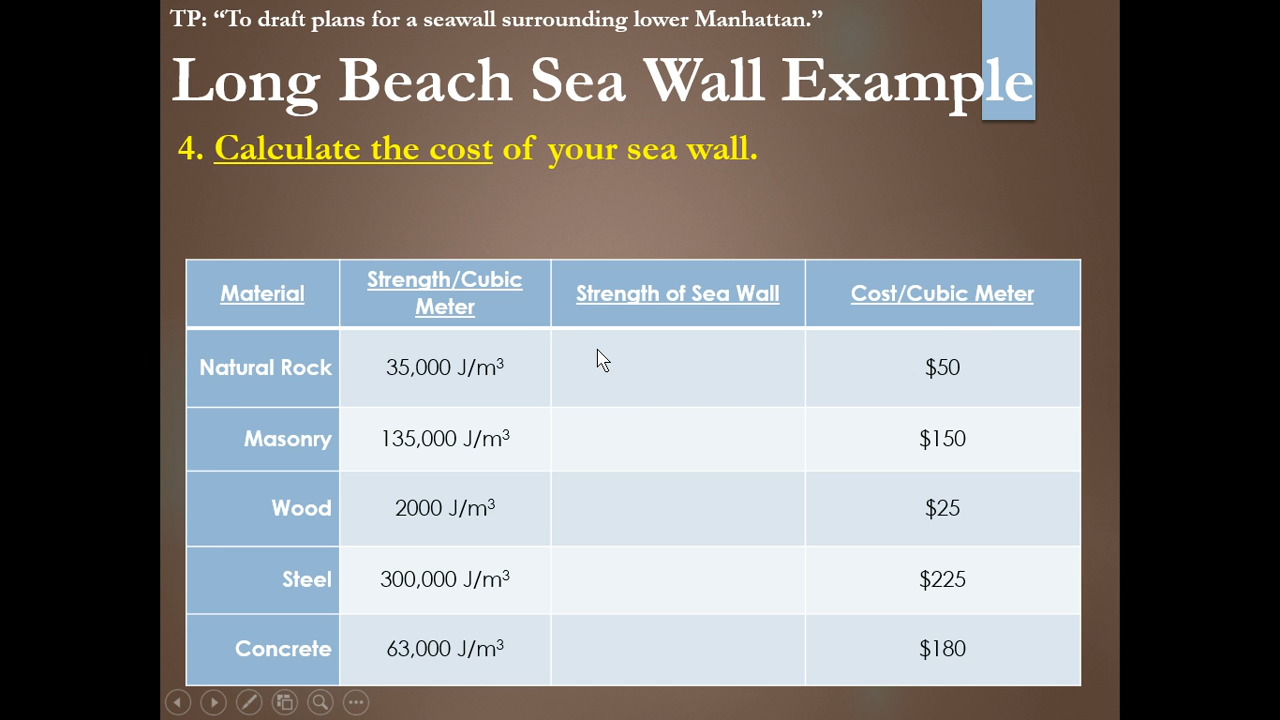 TP: “To draft plans for a seawall surrounding lower Manhattan.”
Long Beach Sea Wall Example
4. Calculate the cost of your sea wall.
Material Strength/Cubic Meter Strength of Sea Wall Cost/Cubic Meter
Natural Rock 35,000 J/m³ $50
Masonry 135,000 J/m³ $150
Wood 2000 J/m³ $25
Steel 300,000 J/m³ $225
Concrete 63,000 J/m³ $180